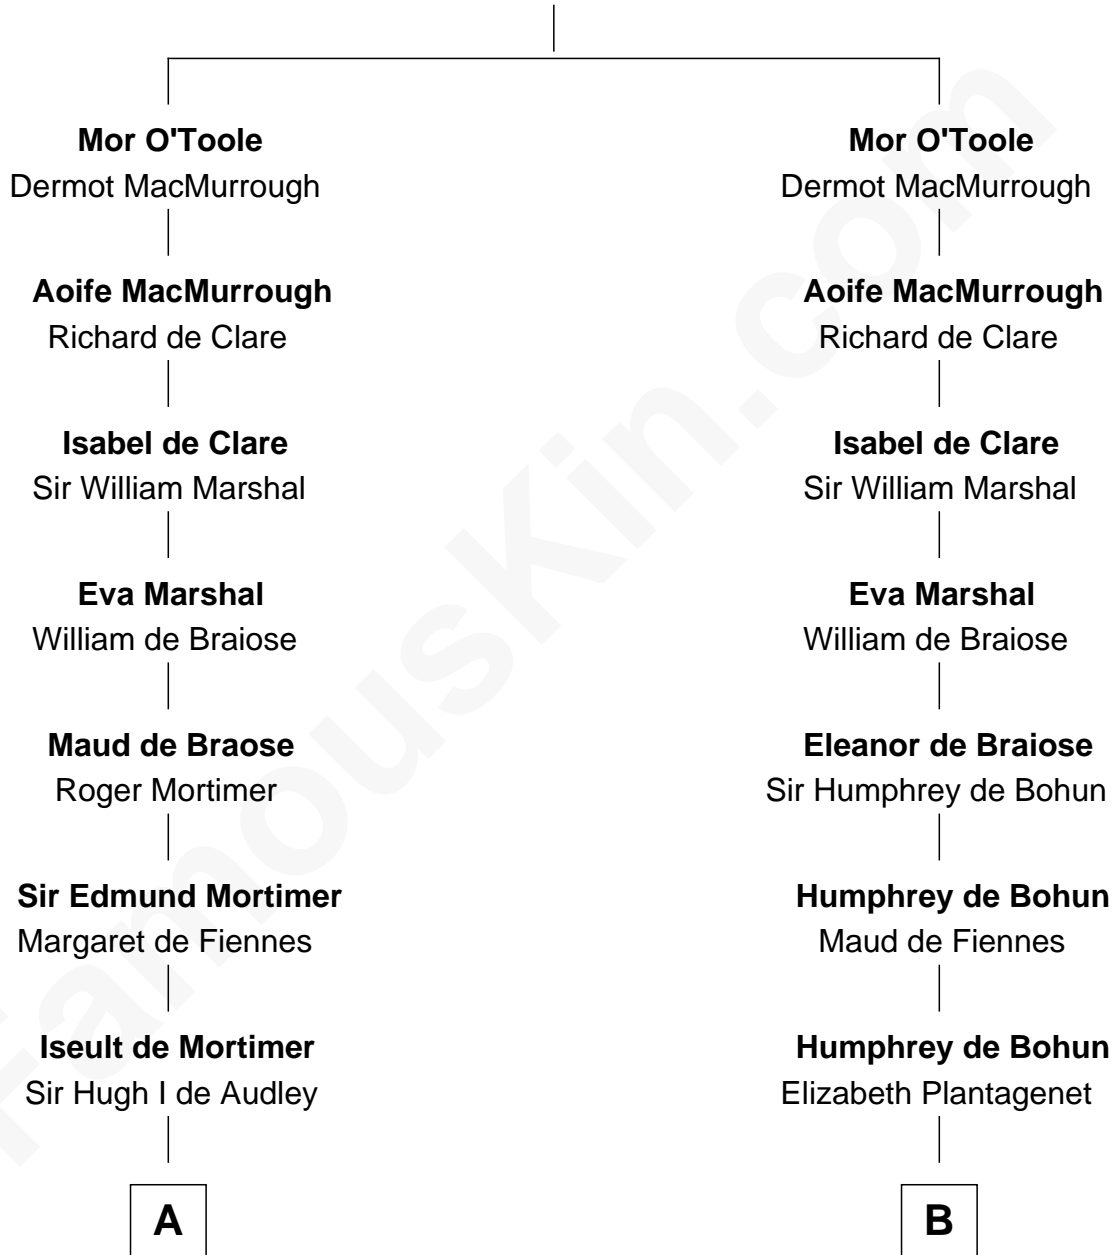 Mor O'Toole
Dermot MacMurrough
Aoife MacMurrough
Richard de Clare
Isabel de Clare
Sir William Marshal
Eva Marshal
William de Braiose
Maud de Braose
Roger Mortimer
Sir Edmund Mortimer
Margaret de Fiennes
Iseult de Mortimer
Sir Hugh I de Audley
A
Mor O'Toole
Dermot MacMurrough
Aoife MacMurrough
Richard de Clare
Isabel de Clare
Sir William Marshal
Eva Marshal
William de Braiose
Eleanor de Braiose
Sir Humphrey de Bohun
Humphrey de Bohun
Maud de Fiennes
Humphrey de Bohun
Elizabeth Plantagenet
B
FamousKin.com